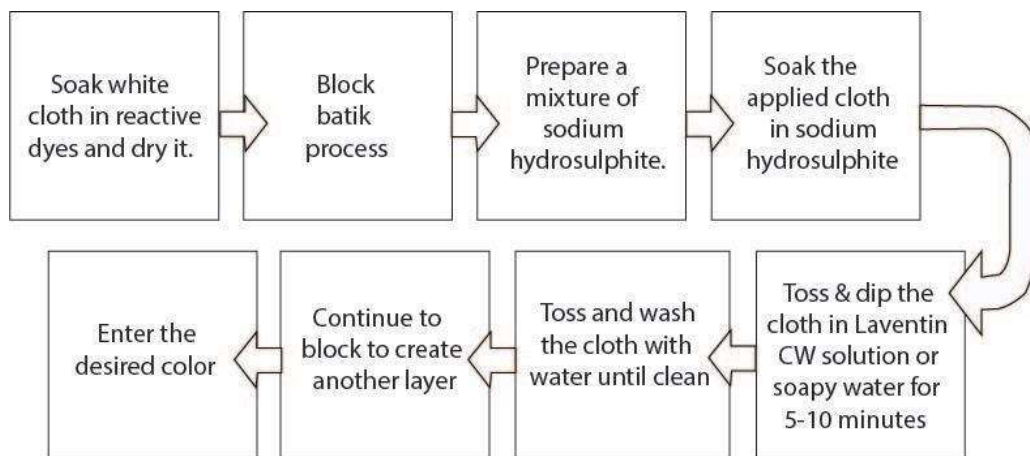 Soak white
cloth in reactive
dyes and dry it.
Block
batik
process
Prepare a
mixture of
sodium
hydrosulphite.
Soak the
applied cloth
in sodium
hydrosulphite
Toss & dip the
cloth in Laventin
CW solution or
soapy water for
5-10 minutes
Toss and wash
the cloth with
water until clean
Continue to
block to create
another layer
Enter the
desired color